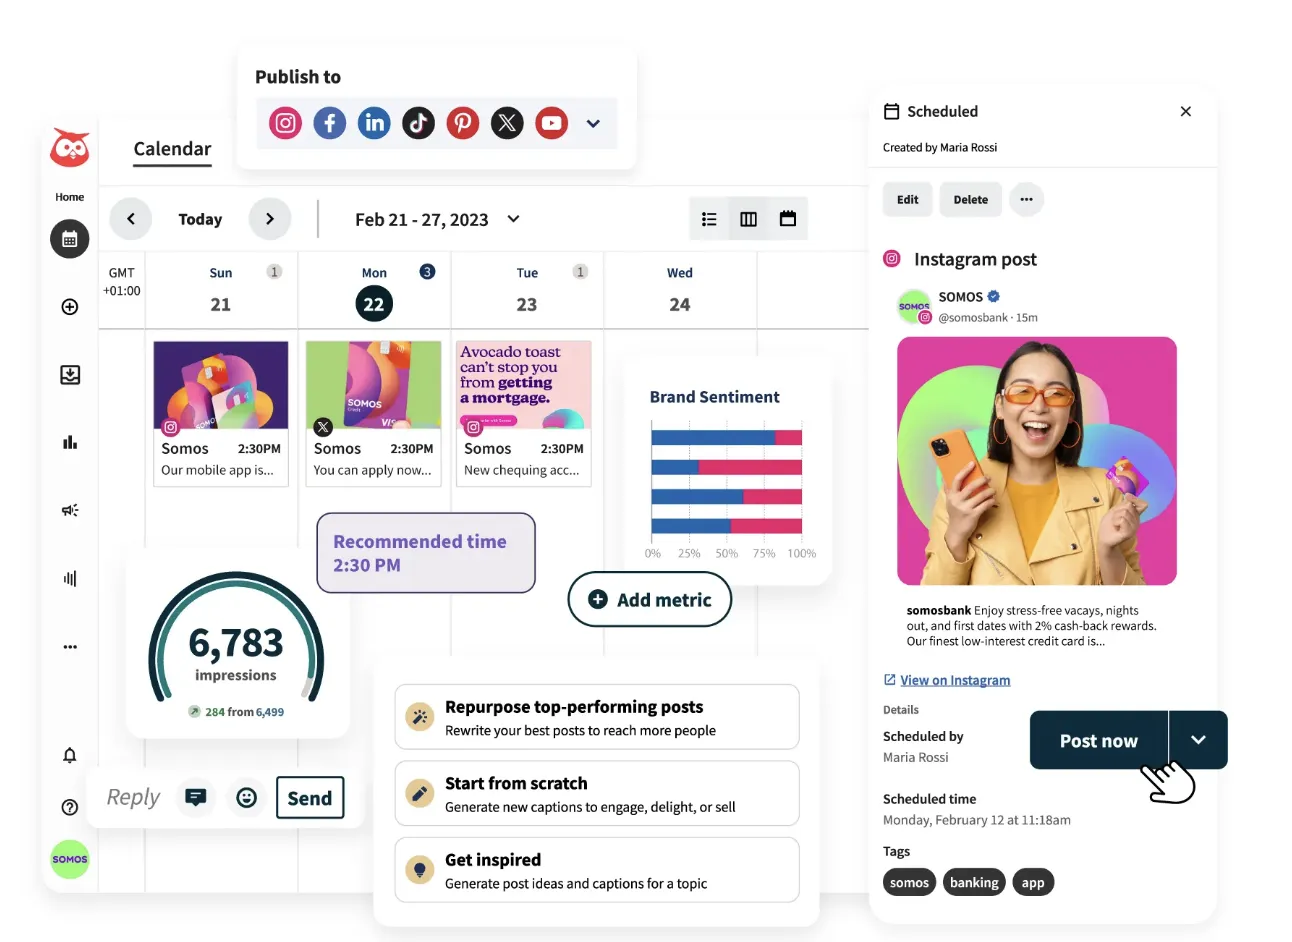 Publish to
Calendar
Home
Today
Feb 21 - 27, 2023
GMT
+01:00
Sun
1
21
Mon
3
22
Tue
1
23
Wed
24
SOMOS
Somos 2:30PM
Our mobile app is...
SOMOS
Credit
VISA
Somos 2:30PM
You can apply now...
Avocado toast
can't stop you
from getting
a mortgage.
Somos 2:30PM
New chequing acc...
Recommended time
2:30 PM
Brand Sentiment
0% 25% 50% 75% 100%
Add metric
6,783
impressions
284 from 6,499
Reply
Send
SOMOS
Repurpose top-performing posts
Rewrite your best posts to reach more people
Start from scratch
Generate new captions to engage, delight, or sell
Get inspired
Generate post ideas and captions for a topic
Scheduled
Created by Maria Rossi
Edit
Delete
Instagram post
SOMOS
SOMOS
@somosbank · 15m
somosbank Enjoy stress-free vacays, nights
out, and first dates with 2% cash-back rewards.
Our finest low-interest credit card is...
View on Instagram
Details
Scheduled by
Maria Rossi
Post now
Scheduled time
Monday, February 12 at 11:18am
Tags
somos
banking
app